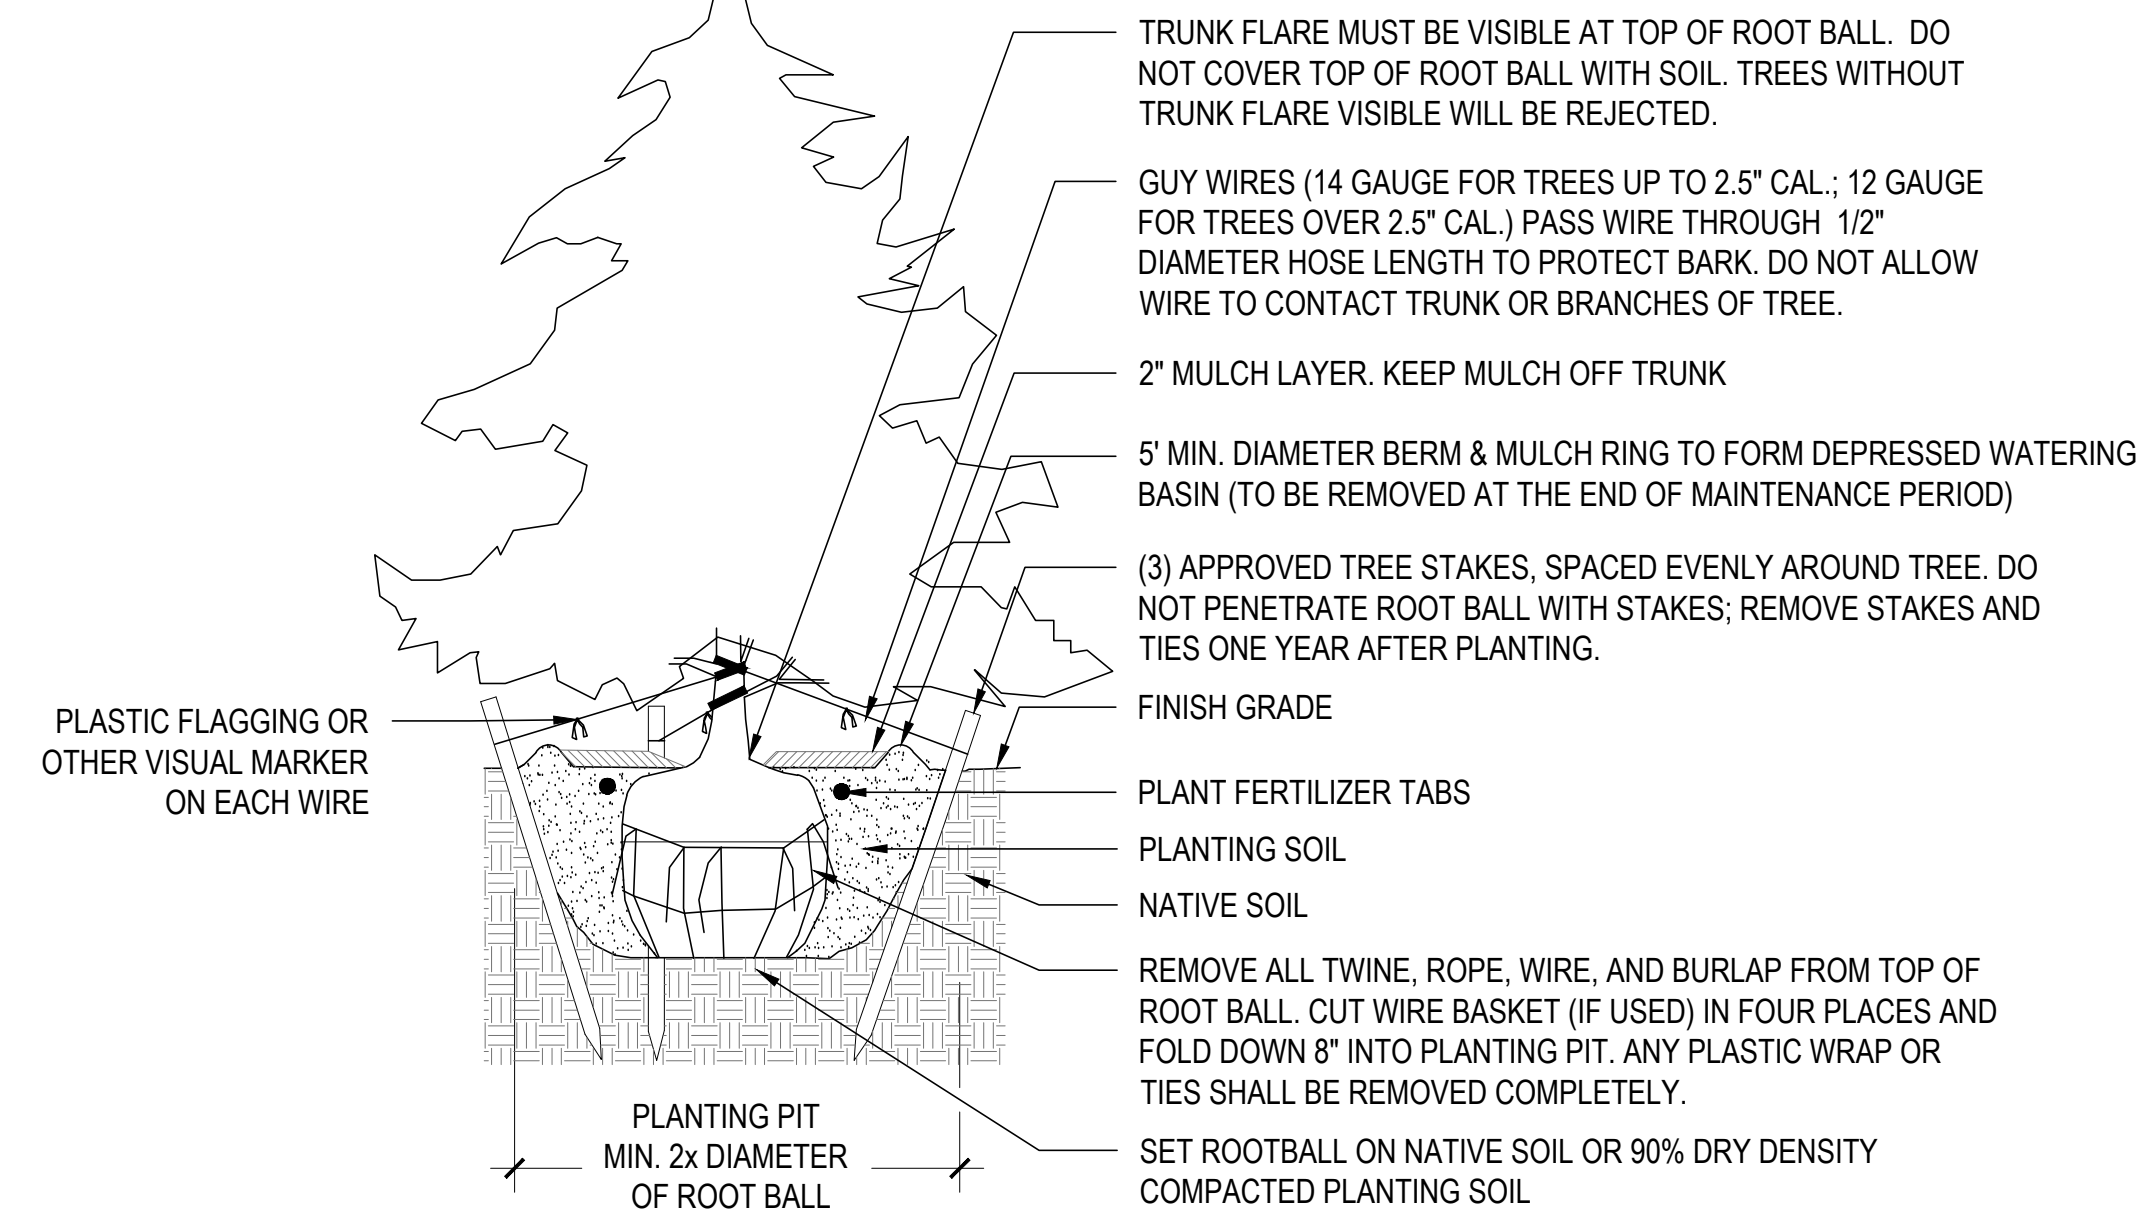 TRUNK FLARE MUST BE VISIBLE AT TOP OF ROOT BALL.  DO
NOT COVER TOP OF ROOT BALL WITH SOIL. TREES WITHOUT
TRUNK FLARE VISIBLE WILL BE REJECTED.
GUY WIRES (14 GAUGE FOR TREES UP TO 2.5" CAL.; 12 GAUGE
FOR TREES OVER 2.5" CAL.) PASS WIRE THROUGH  1/2"
DIAMETER HOSE LENGTH TO PROTECT BARK. DO NOT ALLOW
WIRE TO CONTACT TRUNK OR BRANCHES OF TREE.
2" MULCH LAYER. KEEP MULCH OFF TRUNK
5' MIN. DIAMETER BERM & MULCH RING TO FORM DEPRESSED WATERING
BASIN (TO BE REMOVED AT THE END OF MAINTENANCE PERIOD)
(3) APPROVED TREE STAKES, SPACED EVENLY AROUND TREE. DO
NOT PENETRATE ROOT BALL WITH STAKES; REMOVE STAKES AND
TIES ONE YEAR AFTER PLANTING.
FINISH GRADE
PLASTIC FLAGGING OR
OTHER VISUAL MARKER
ON EACH WIRE
PLANT FERTILIZER TABS
PLANTING SOIL
NATIVE SOIL
REMOVE ALL TWINE, ROPE, WIRE, AND BURLAP FROM TOP OF
ROOT BALL. CUT WIRE BASKET (IF USED) IN FOUR PLACES AND
FOLD DOWN 8" INTO PLANTING PIT. ANY PLASTIC WRAP OR
TIES SHALL BE REMOVED COMPLETELY.
PLANTING PIT
MIN. 2x DIAMETER
OF ROOT BALL
SET ROOTBALL ON NATIVE SOIL OR 90% DRY DENSITY
COMPACTED PLANTING SOIL